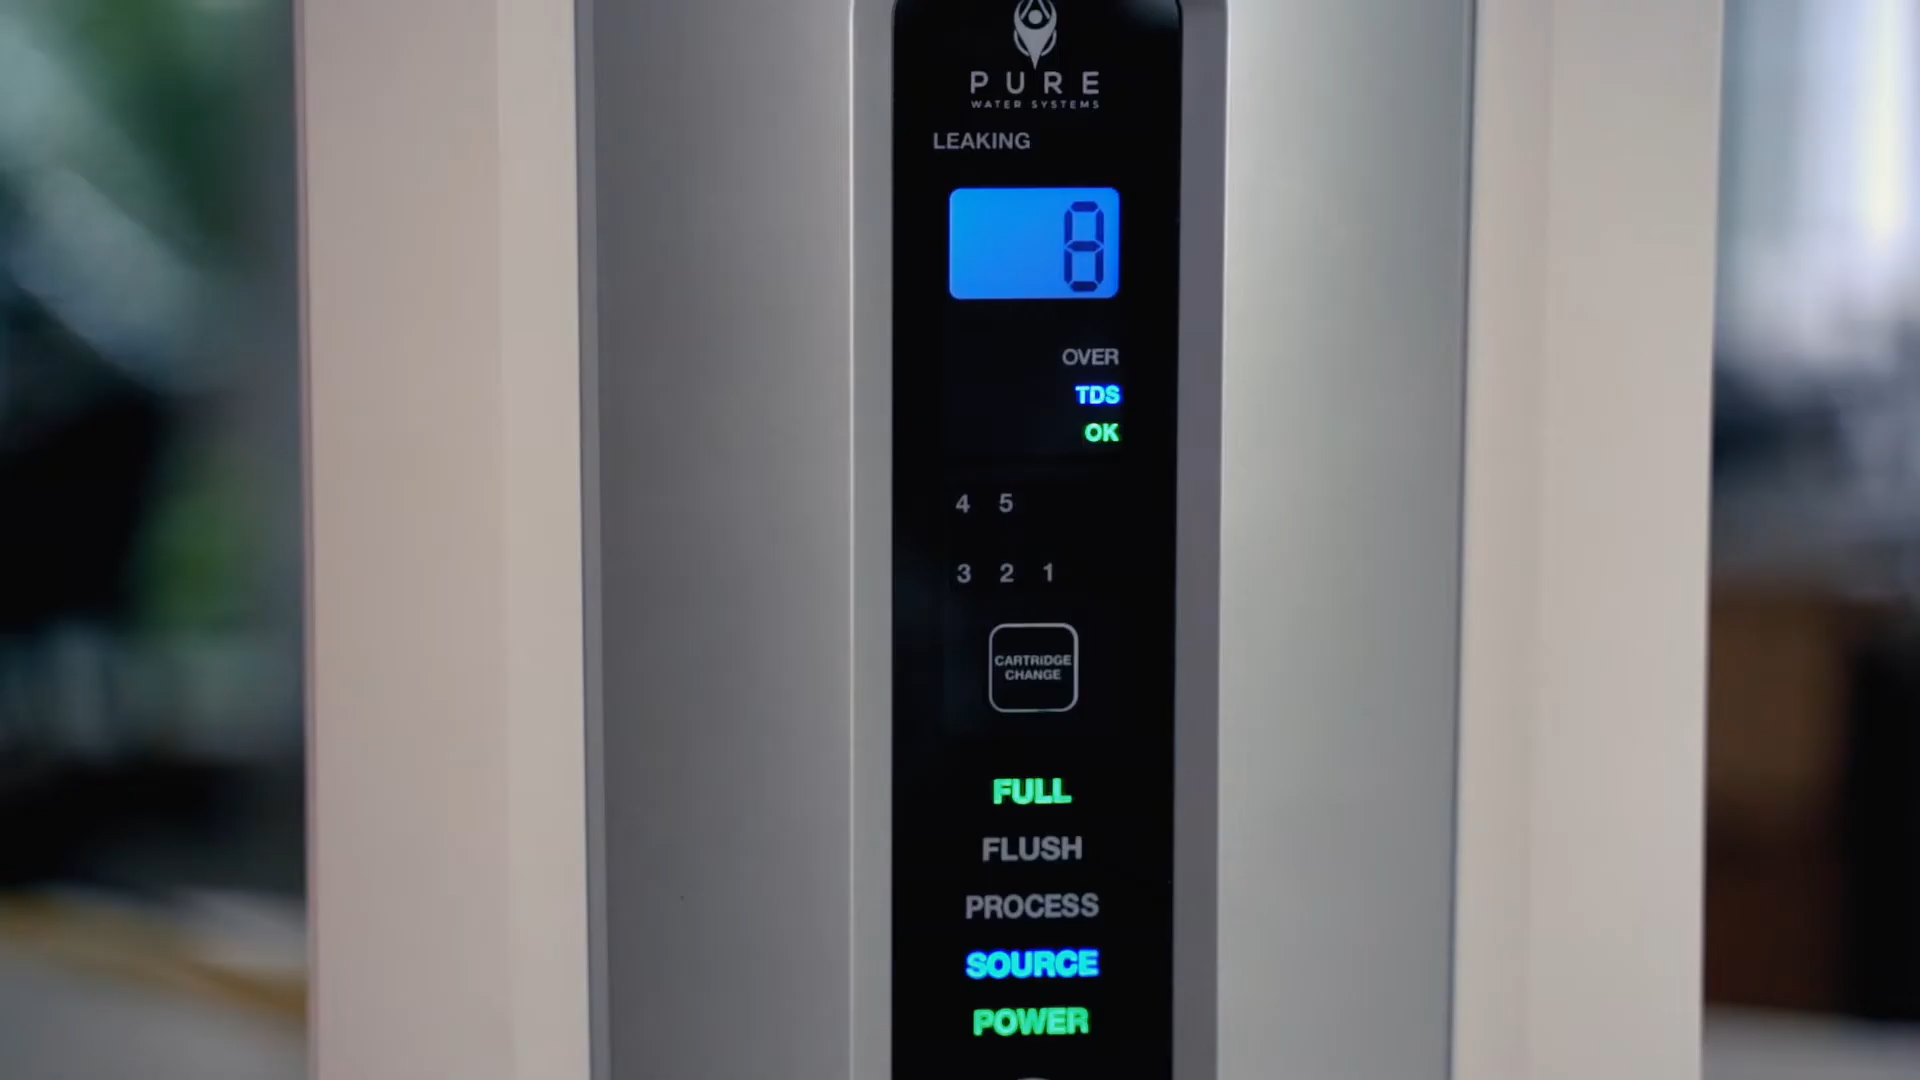 PURE
WATER SYSTEMS
LEAKING
8
OVER
TDS
OK
4 5
3 2 1
CARTRIDGE
CHANGE
FULL
FLUSH
PROCESS
SOURCE
POWER